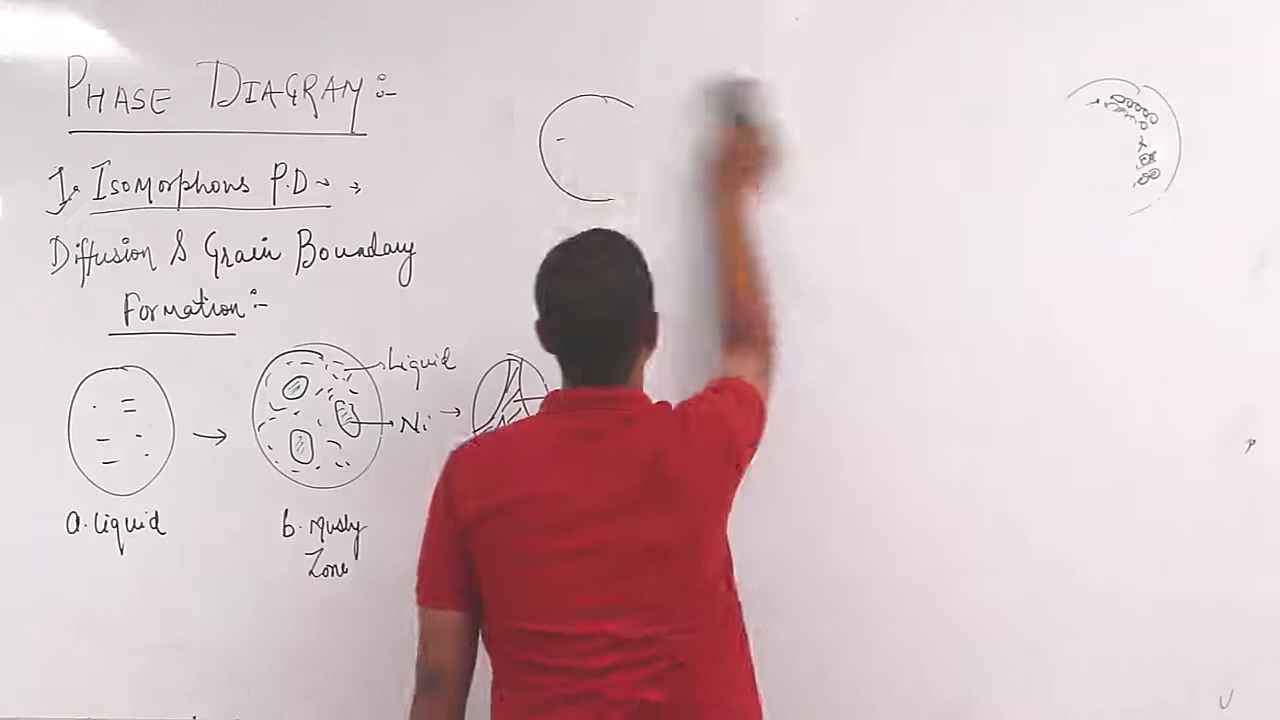 PHASE DIAGRAM:-
I. ISOMORPHOUS P.D → →
Diffusion & Grain Boundary
FORMATION:-
Liquid
Ni →
a. liquid
b. Mushy
Zone